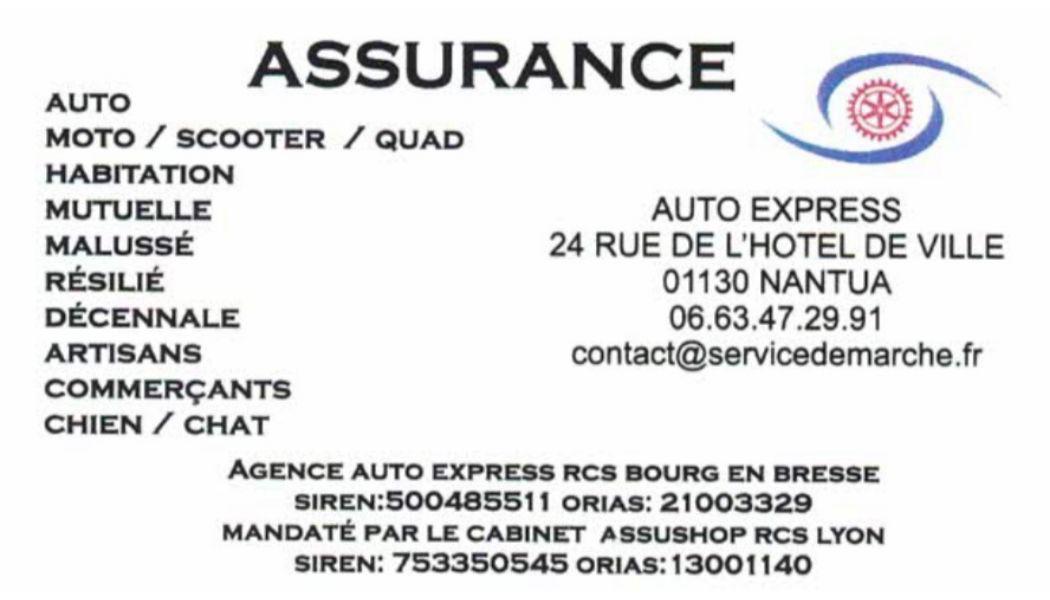 ASSURANCE
AUTO
MOTO / SCOOTER / QUAD
HABITATION
MUTUELLE
MALUSSÉ
RÉSILIÉ
DÉCENNALE
ARTISANS
COMMERÇANTS
CHIEN / CHAT
AUTO EXPRESS
24 RUE DE L'HOTEL DE VILLE
01130 NANTUA
06.63.47.29.91
contact@servicedemarche.fr
AGENCE AUTO EXPRESS RCS BOURG EN BRESSE
SIREN:500485511 ORIAS: 21003329
MANDATÉ PAR LE CABINET ASSUSHOP RCS LYON
SIREN: 753350545 ORIAS:13001140